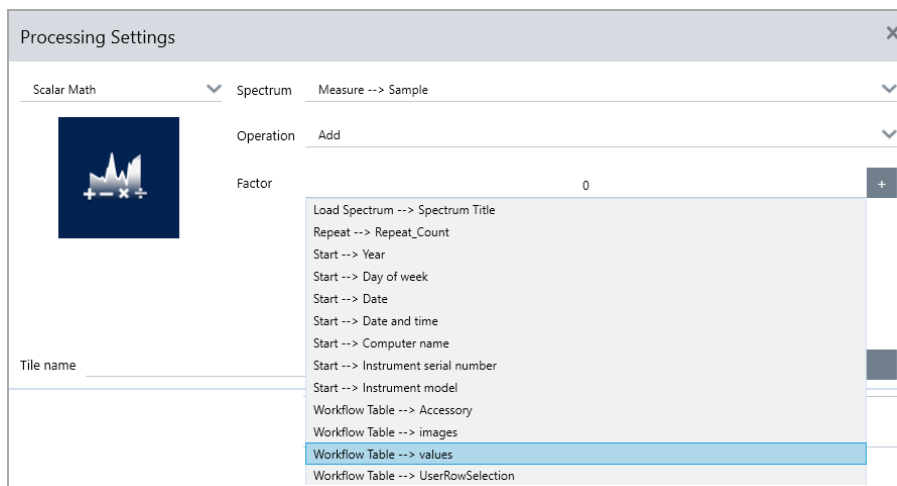 Processing Settings
Scalar Math
Spectrum
Measure --> Sample
Operation
Add
Factor
0
+
Load Spectrum --> Spectrum Title
Repeat --> Repeat_Count
Start --> Year
Start --> Day of week
Start --> Date
Start --> Date and time
Start --> Computer name
Start --> Instrument serial number
Start --> Instrument model
Workflow Table --> Accessory
Workflow Table --> images
Workflow Table --> values
Workflow Table --> UserRowSelection
Tile name